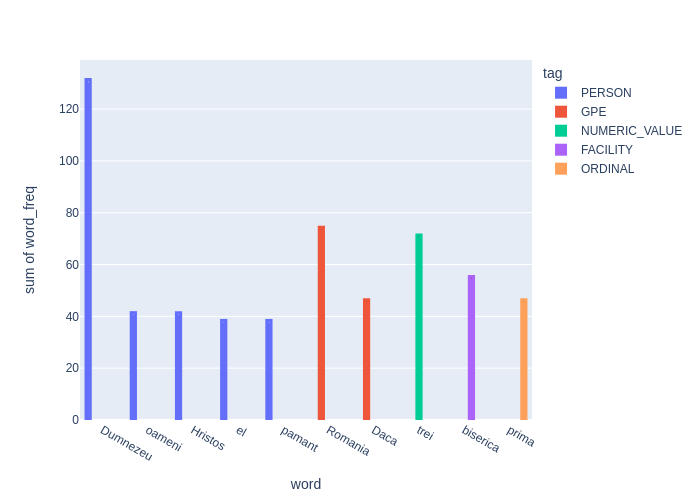 tag
PERSON
GPE
NUMERIC_VALUE
FACILITY
ORDINAL
sum of word_freq
120
100
80
60
40
20
0
Dumnezeu
oameni
Hristos
el
pamant
Romania
Daca
trei
biserica
prima
word